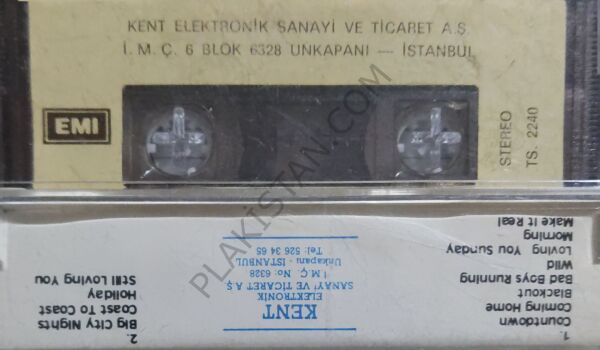 KENT ELEKTRONİK SANAYİ VE TİCARET A.Ş.
İ. M. Ç. 6 BLOK 6328 UNKAPANI — İSTANBUL
EMI
STEREO
TS. 2240
PLAKİSTAN.COM
1.
Countdown
Coming Home
Blackout
Bad Boys Running
Wild
Loving You Sunday
Morning
Make It Real
KENT
ELEKTRONİK
SANAYİ VE TİCARET A.Ş.
İ.M.Ç. No: 6328
Unkapanı - İSTANBUL
Tel: 526 34 65
2.
Big City Nights
Coast To Coast
Holiday
Still Loving You